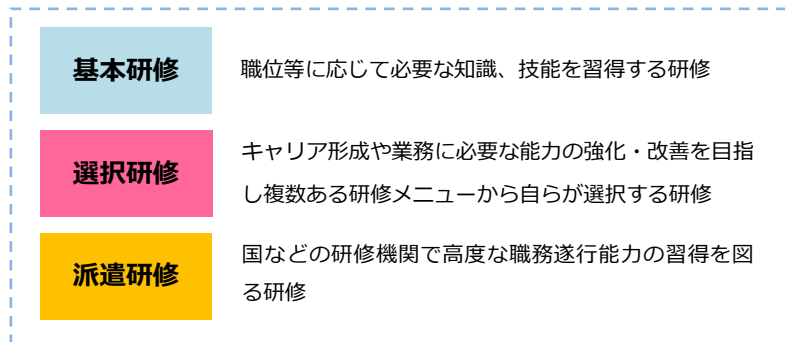 基本研修
職位等に応じて必要な知識、技能を習得する研修
選択研修
キャリア形成や業務に必要な能力の強化・改善を目指
し複数ある研修メニューから自らが選択する研修
派遣研修
国などの研修機関で高度な職務遂行能力の習得を図
る研修